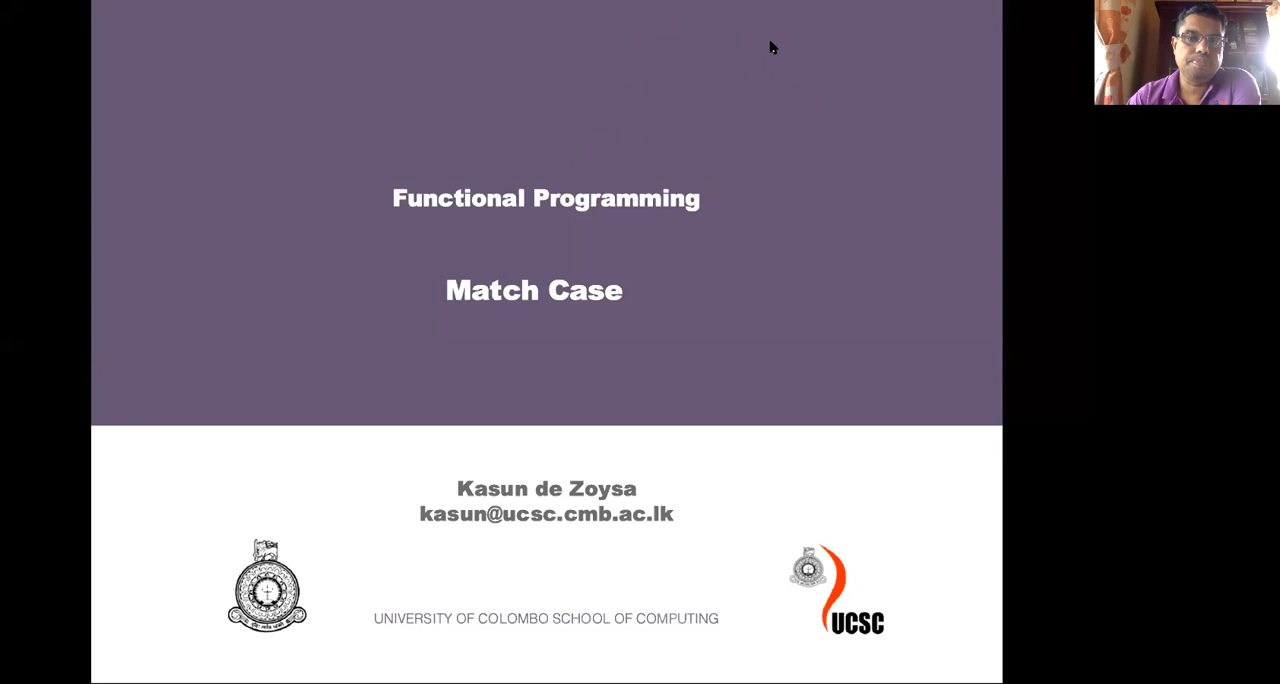 Functional Programming
Match Case
Kasun de Zoysa
kasun@ucsc.cmb.ac.lk
UNIVERSITY OF COLOMBO SCHOOL OF COMPUTING
UCSC